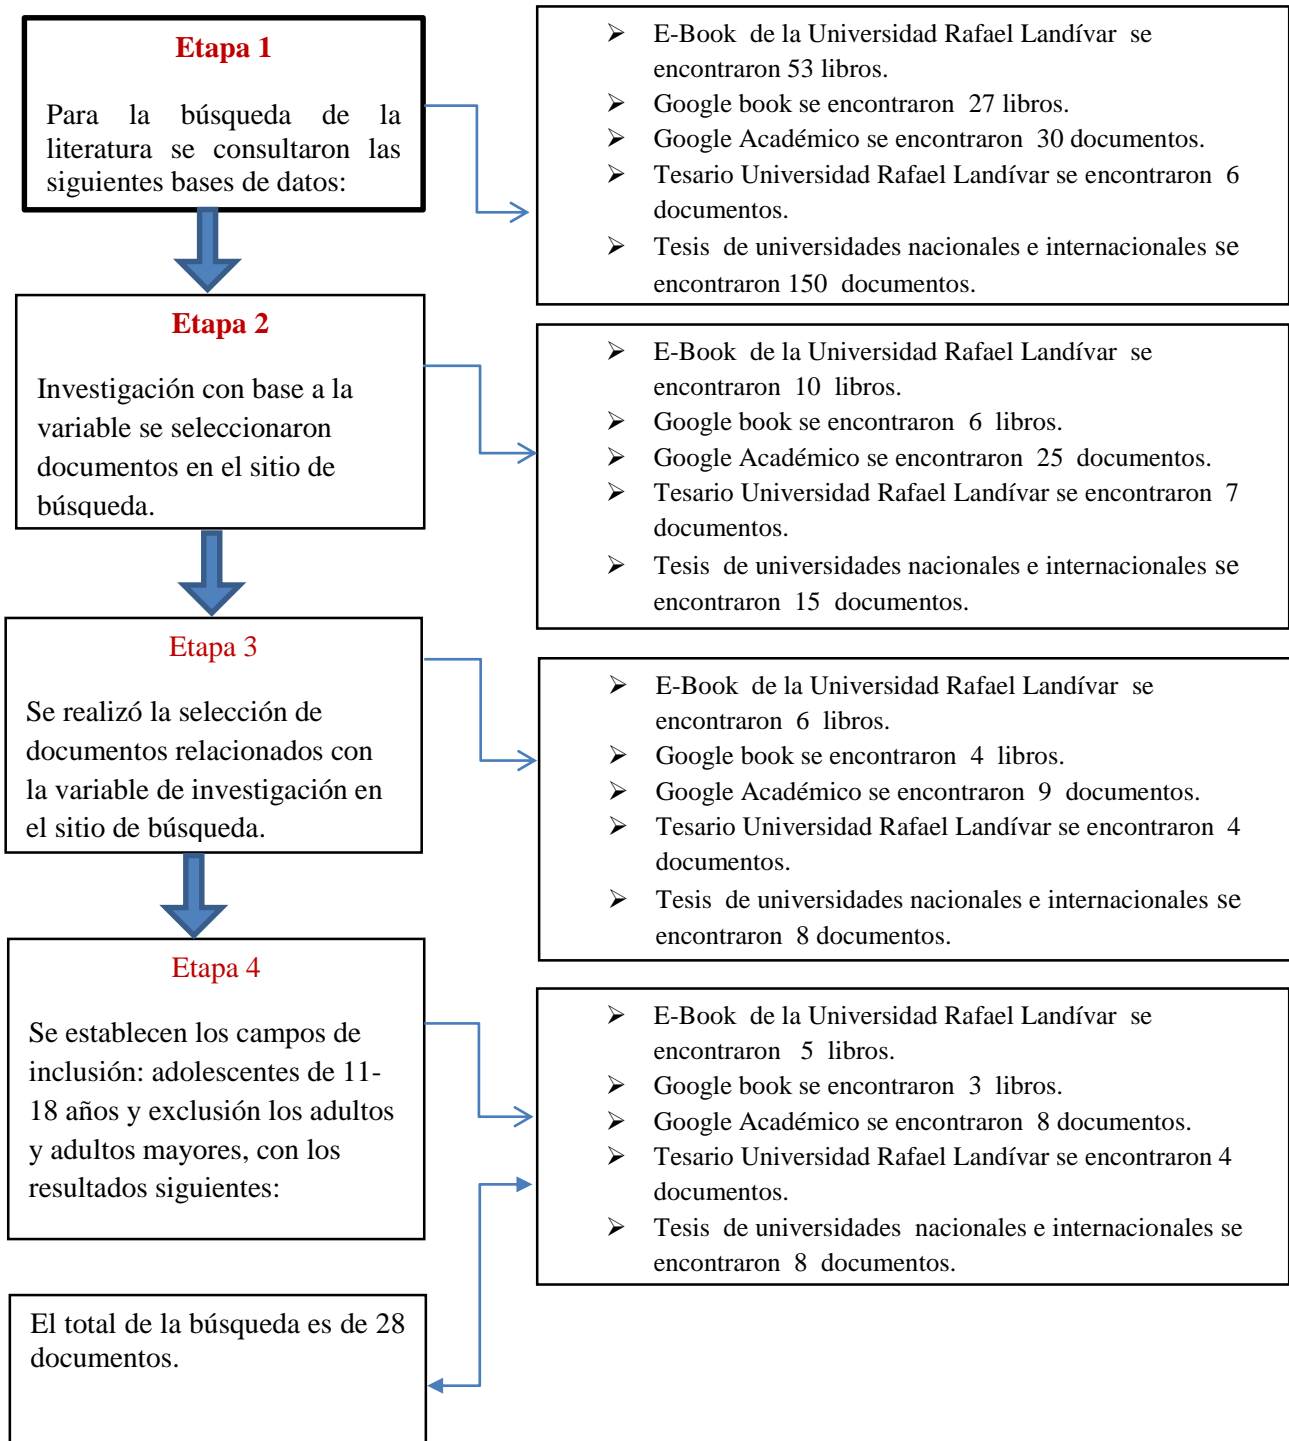 Etapa 1
Para la búsqueda de la
literatura se consultaron las
siguientes bases de datos:
➢ E-Book de la Universidad Rafael Landívar se
encontraron 53 libros.
➢ Google book se encontraron 27 libros.
➢ Google Académico se encontraron 30 documentos.
➢ Tesario Universidad Rafael Landívar se encontraron 6
documentos.
➢ Tesis de universidades nacionales e internacionales se
encontraron 150 documentos.
Etapa 2
Investigación con base a la
variable se seleccionaron
documentos en el sitio de
búsqueda.
➢ E-Book de la Universidad Rafael Landívar se
encontraron 10 libros.
➢ Google book se encontraron 6 libros.
➢ Google Académico se encontraron 25 documentos.
➢ Tesario Universidad Rafael Landívar se encontraron 7
documentos.
➢ Tesis de universidades nacionales e internacionales se
encontraron 15 documentos.
Etapa 3
Se realizó la selección de
documentos relacionados con
la variable de investigación en
el sitio de búsqueda.
➢ E-Book de la Universidad Rafael Landívar se
encontraron 6 libros.
➢ Google book se encontraron 4 libros.
➢ Google Académico se encontraron 9 documentos.
➢ Tesario Universidad Rafael Landívar se encontraron 4
documentos.
➢ Tesis de universidades nacionales e internacionales se
encontraron 8 documentos.
Etapa 4
Se establecen los campos de
inclusión: adolescentes de 11-
18 años y exclusión los adultos
y adultos mayores, con los
resultados siguientes:
➢ E-Book de la Universidad Rafael Landívar se
encontraron 5 libros.
➢ Google book se encontraron 3 libros.
➢ Google Académico se encontraron 8 documentos.
➢ Tesario Universidad Rafael Landívar se encontraron 4
documentos.
➢ Tesis de universidades nacionales e internacionales se
encontraron 8 documentos.
El total de la búsqueda es de 28
documentos.